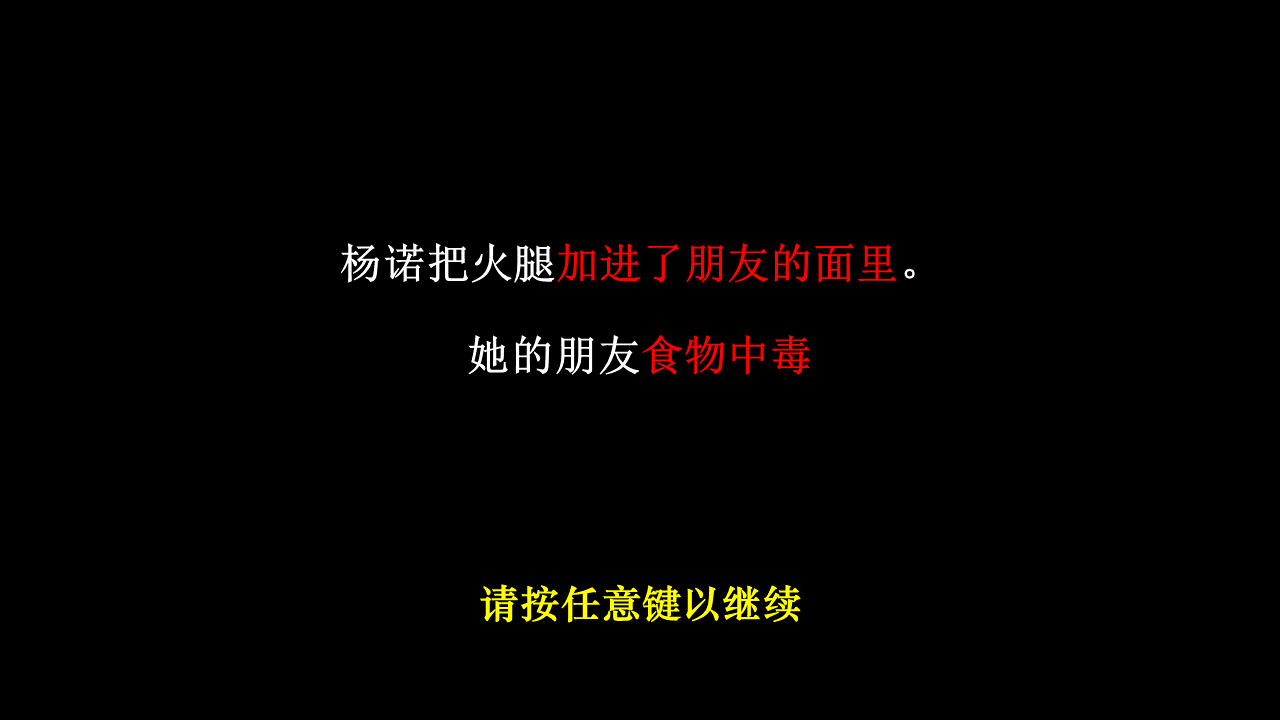 杨诺把火腿加进了朋友的面里。
她的朋友食物中毒
请按任意键以继续